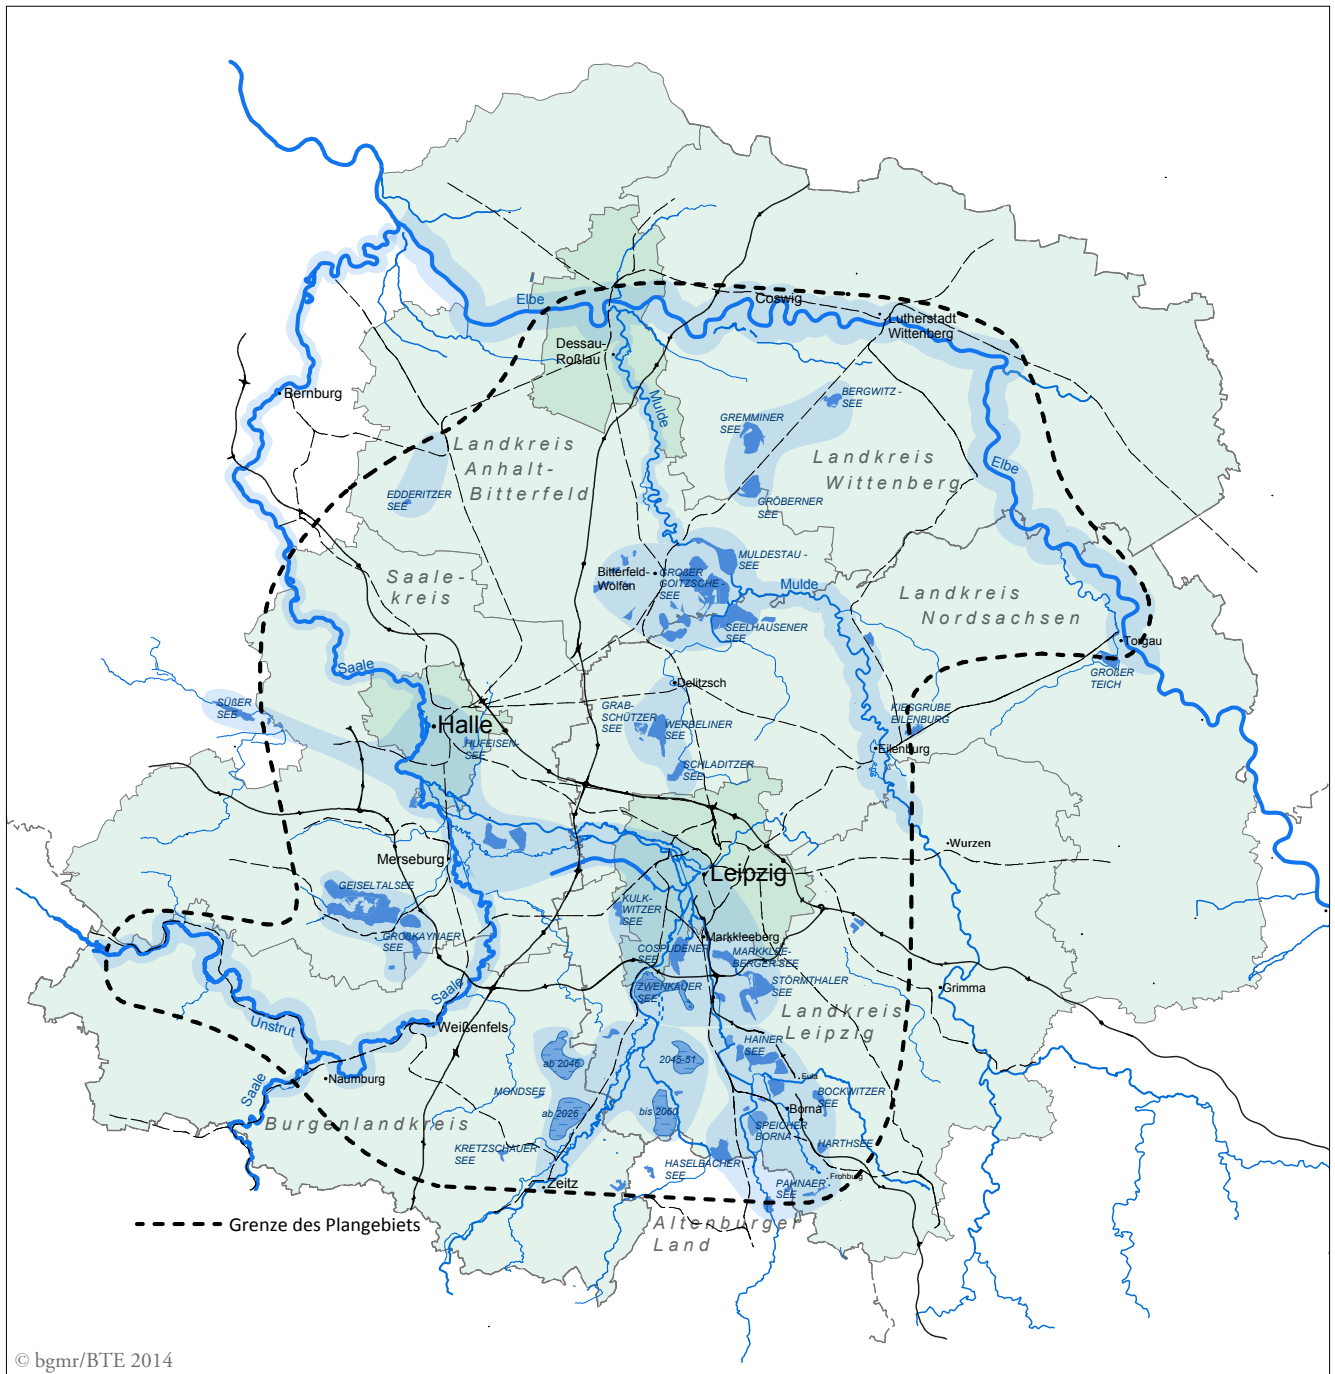 Elbe
Coswig
Lutherstadt
Wittenberg
Dessau-
Roßlau
Bernburg
Mulde
BERGWITZ -
SEE
GREMMINER
SEE
Landkreis
Anhalt-
Bitterfeld
Landkreis
Wittenberg
Elbe
EDDERITZER
SEE
GRÖBERNER
SEE
Saale-
kreis
Bitterfeld-
Wolfen
GROßER
GOITZSCHE -
SEE
MULDESTAU -
SEE
Mulde
Landkreis
Nordsachsen
SEELHAUSENER
SEE
Torgau
GROßER
TEICH
Saale
Delitzsch
SÜßER
SEE
GRAB-
SCHÜTZER
SEE
WERBELINER
SEE
KIESGRUBE
EILENBURG
Halle
HUFEISEN-
SEE
Eilenburg
SCHLADITZER
SEE
Merseburg
Wurzen
Leipzig
GEISELTALSEE
KULK-
WITZER
SEE
GROßKAYNAER
SEE
Markkleeberg
COSPUDENER
SEE
MARKKLEE-
BERGER SEE
ZWENKAUER
SEE
STÖRMTHALER
SEE
Grimma
Saale
Landkreis
Leipzig
Unstrut
Weißenfels
HAINER
SEE
ab 2046
2045-51
Eula
Naumburg
Saale
MONDSEE
BOCKWITZER
SEE
ab 2026
bis 2060
Borna
Burgenlandkreis
SPEICHER
BORNA
HARTHSEE
KRETZSCHAUER
SEE
HASELBACHER
SEE
Frohburg
Zeitz
PAHNAER
SEE
Grenze des Plangebiets
Altenburger
Land
© bgmr/BTE 2014